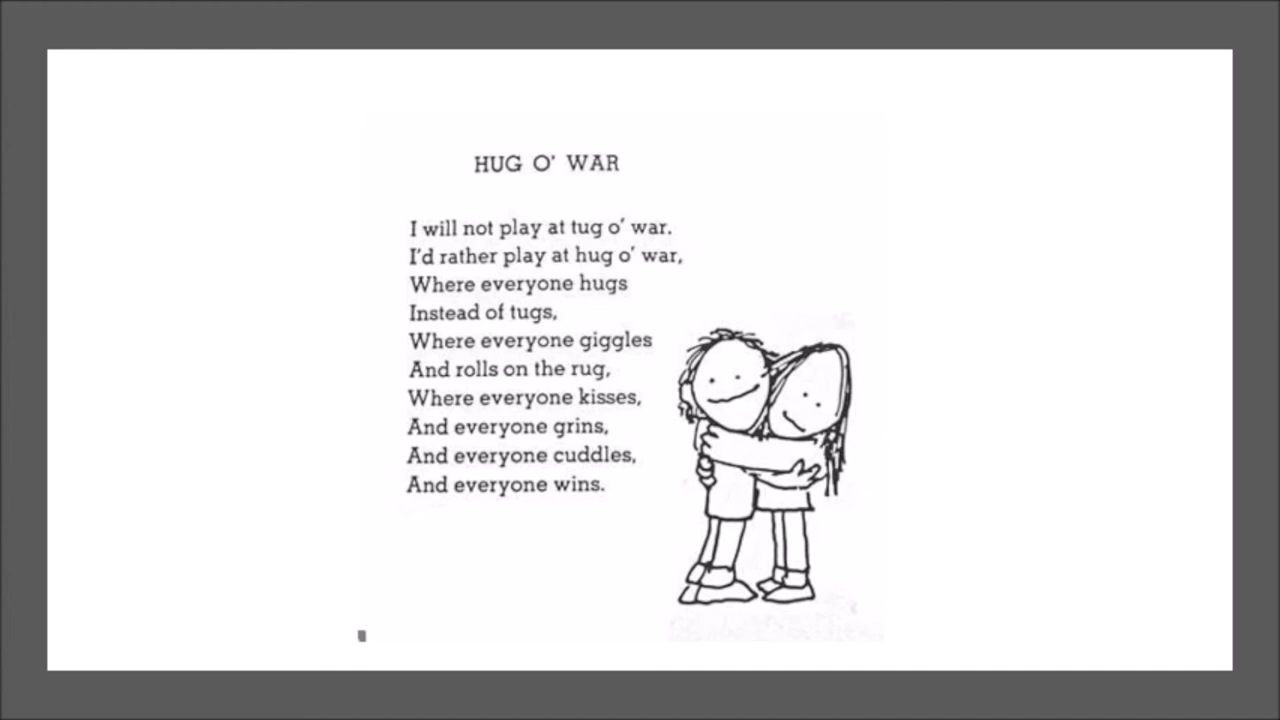 HUG O' WAR
I will not play at tug o' war.
I'd rather play at hug o' war,
Where everyone hugs
Instead of tugs,
Where everyone giggles
And rolls on the rug,
Where everyone kisses,
And everyone grins,
And everyone cuddles,
And everyone wins.